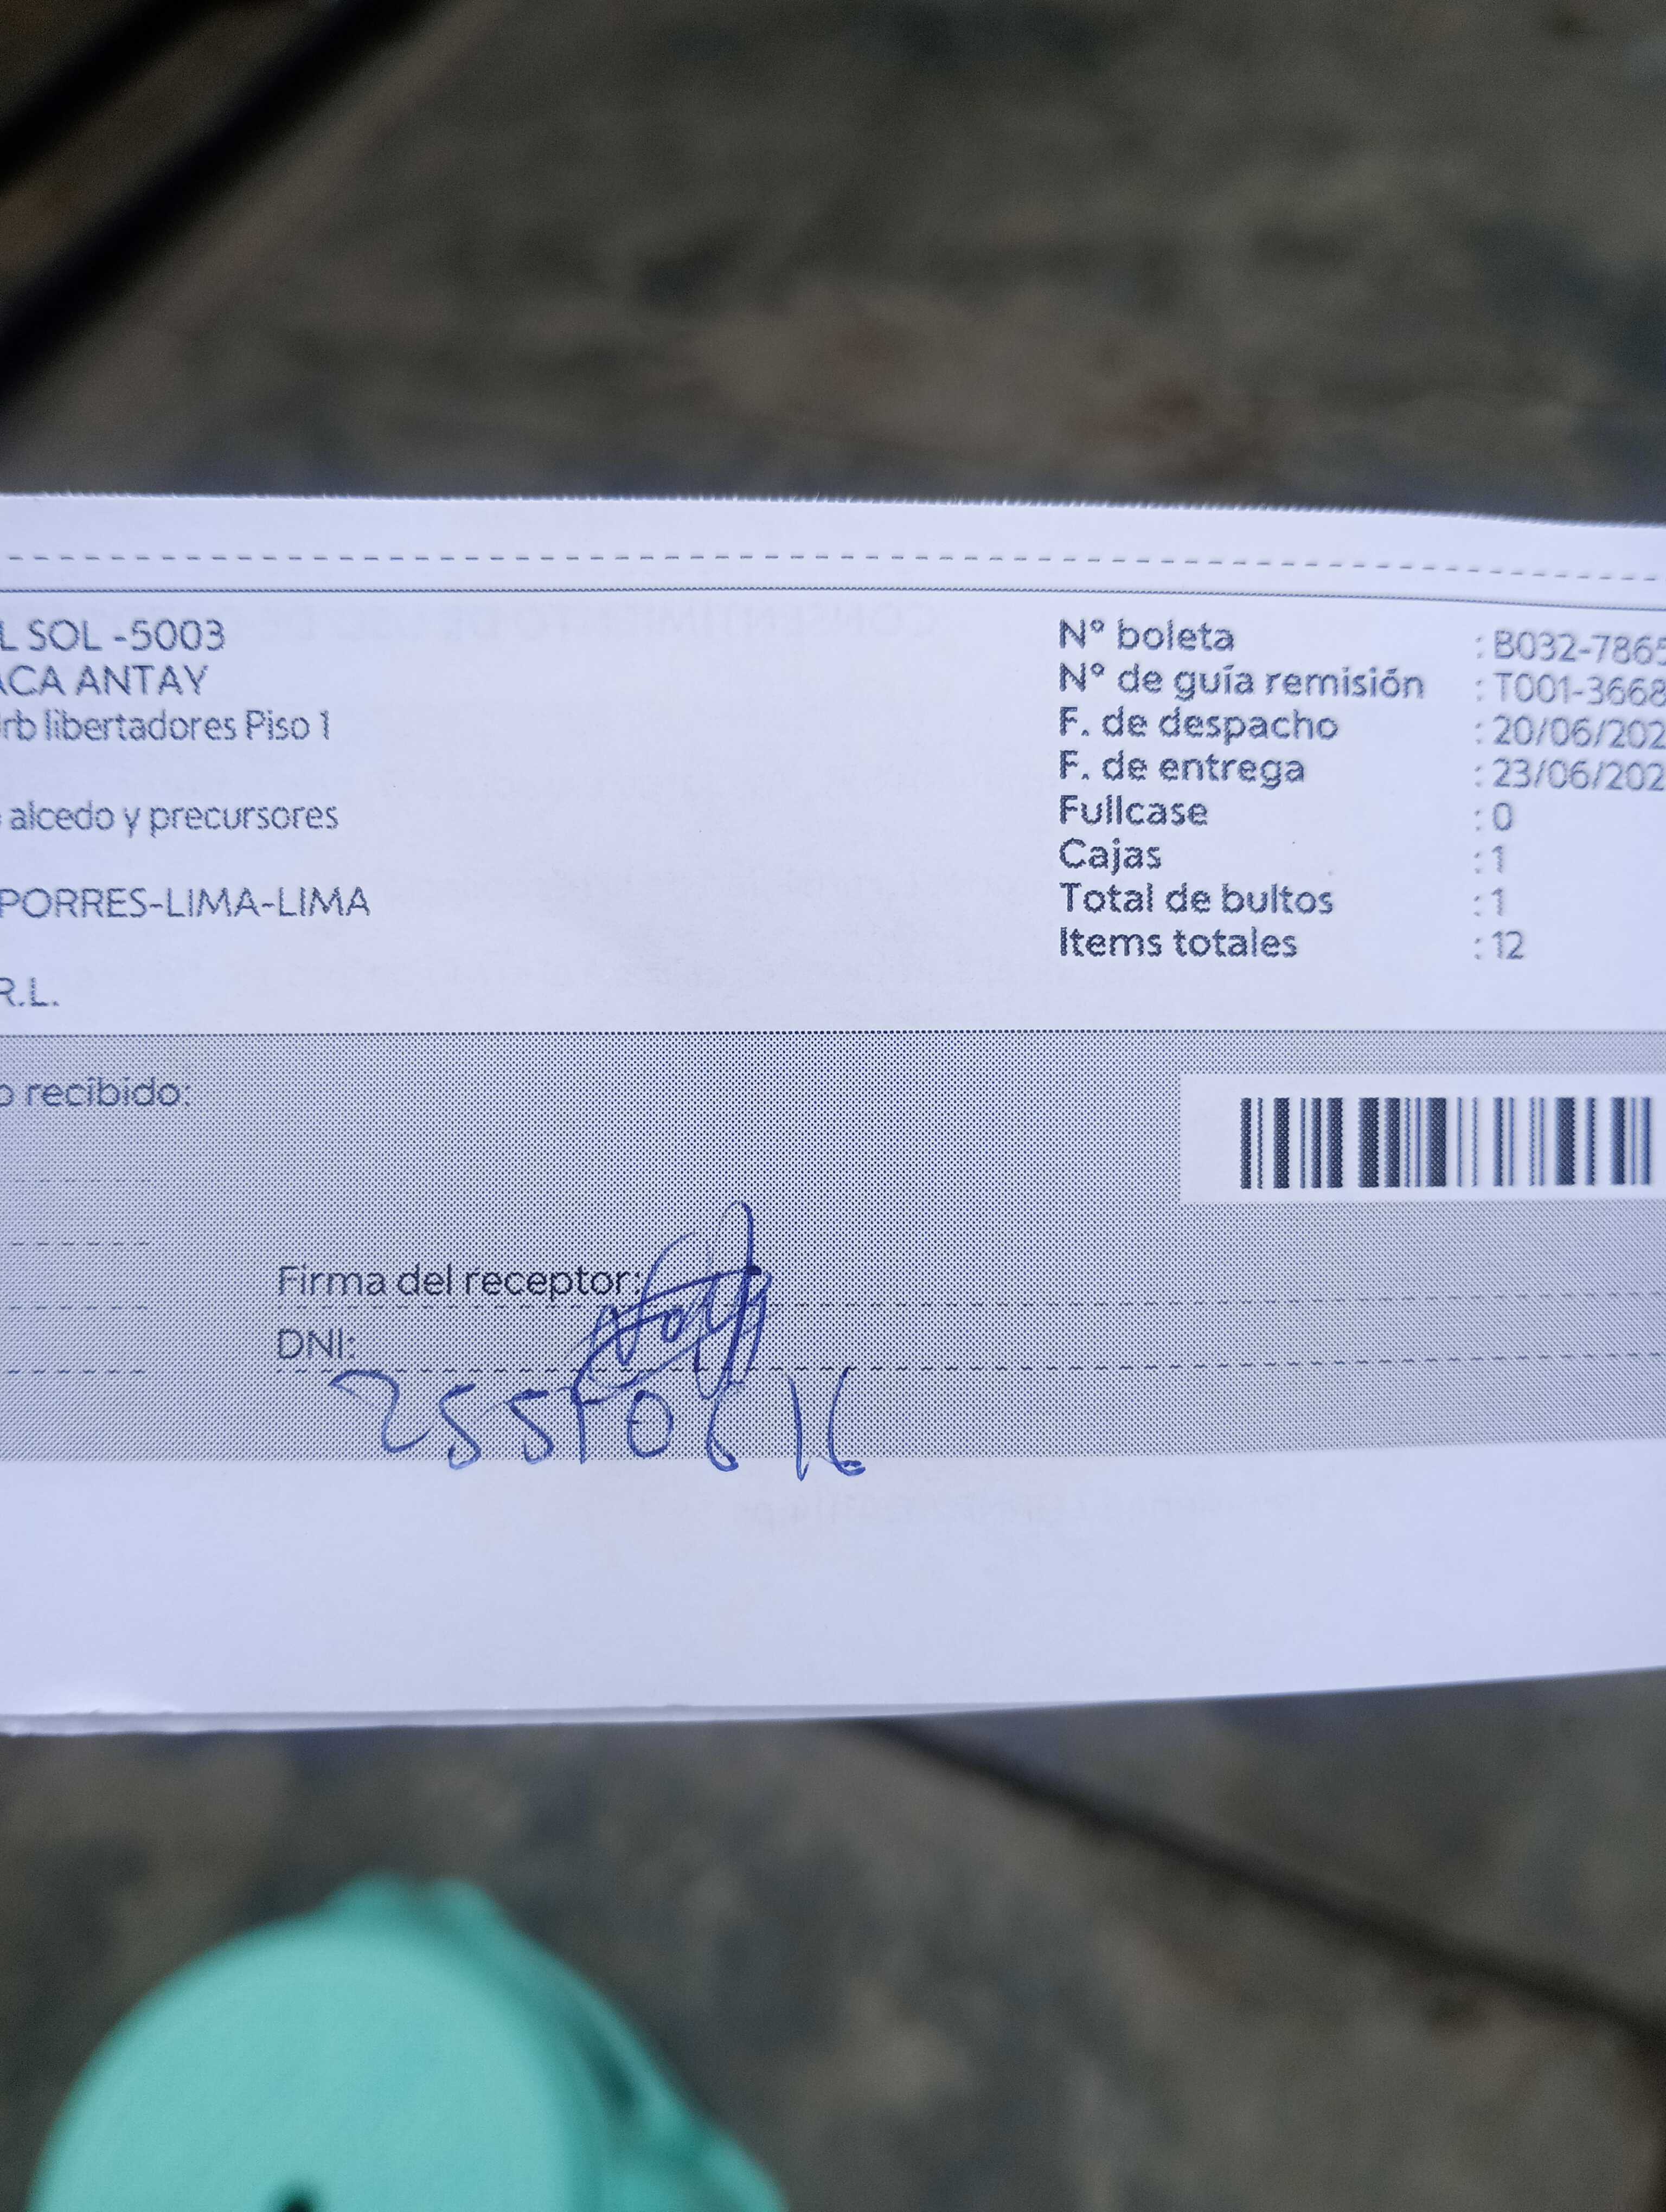 L SOL -5003
ACA ANTAY
rb libertadores Piso 1
alcedo y precursores
PORRES-LIMA-LIMA
R.L.
N° boleta : B032-7865
N° de guía remisión : T001-3668
F. de despacho : 20/06/202
F. de entrega : 23/06/202
Fullcase : 0
Cajas : 1
Total de bultos : 1
Items totales : 12
o recibido:
Firma del receptor:
DNI:
25510616